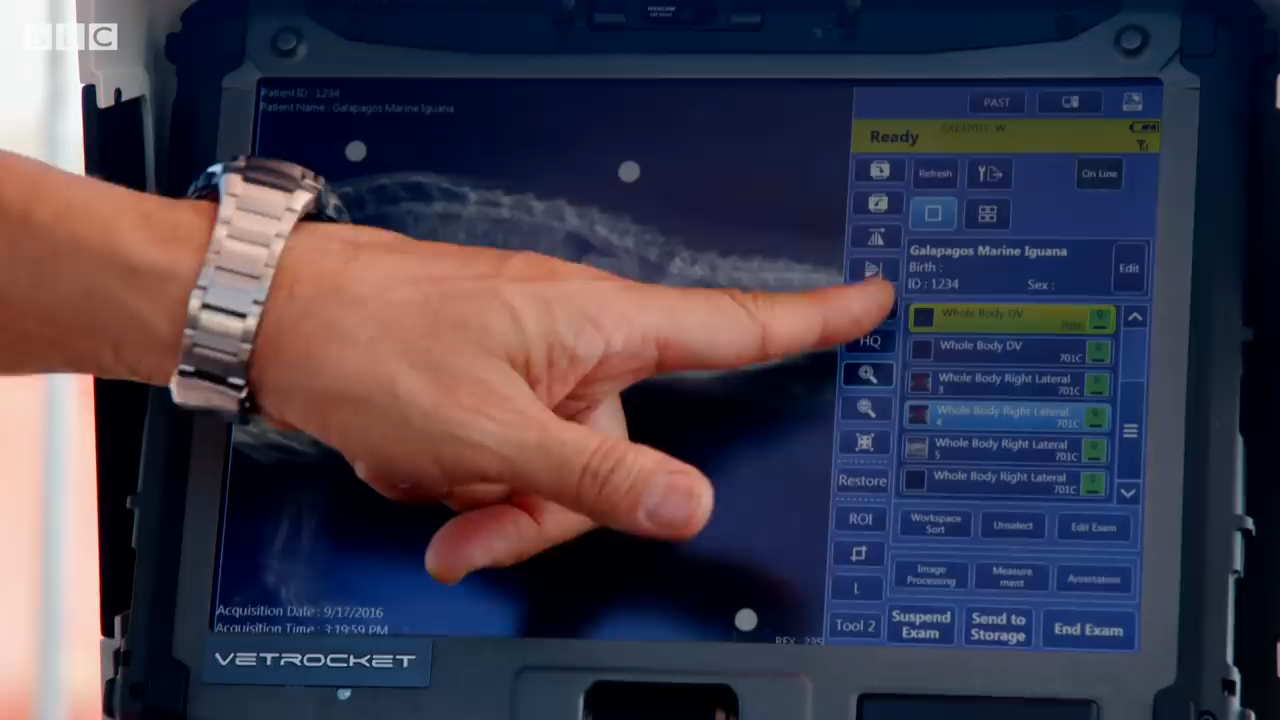 BBC
Patient ID : 1234
Patient Name : Galapagos Marine Iguana
PAST
Ready
Refresh
On Line
Galapagos Marine Iguana
Birth :
ID : 1234 Sex :
Edit
Whole Body DV
Whole Body DV
701C
HQ
Whole Body Right Lateral
3 701C
Whole Body Right Lateral
4 701C
Whole Body Right Lateral
5 701C
Whole Body Right Lateral
701C
Restore
ROI
Workspace
Sort
Unselect
Edit Exam
Image
Processing
Measure
ment
Annotation
L
Tool 2
Suspend
Exam
Send to
Storage
End Exam
Acquisition Date : 9/17/2016
Acquisition Time : 3:19:59 PM
VETROCKET